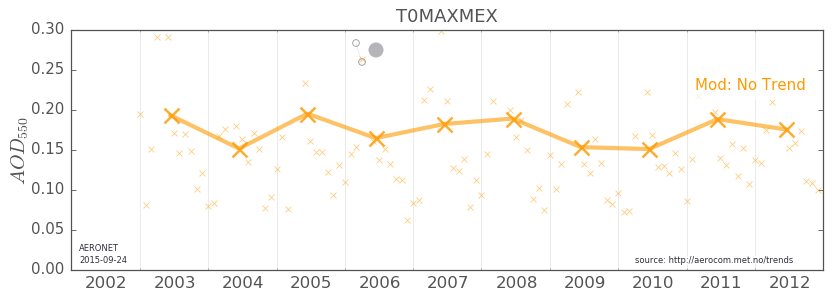 T0MAXMEX
0.30
0.25
0.20
0.15
0.10
0.05
0.00
AOD550
Mod: No Trend
AERONET
2015-09-24
source: http://aerocom.met.no/trends
2002 2003 2004 2005 2006 2007 2008 2009 2010 2011 2012